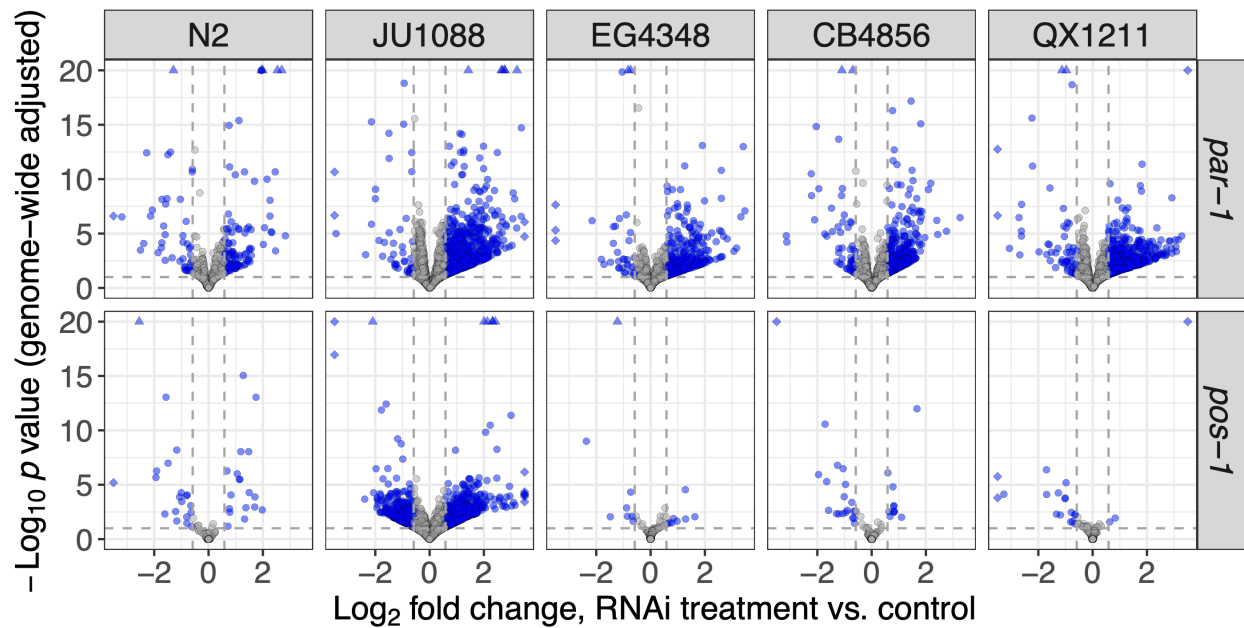 N2 JU1088 EG4348 CB4856 QX1211
−Log₁₀ p value (genome−wide adjusted)
20
15
10
5
0
par−1
20
15
10
5
0
pos−1
−2 0 2 −2 0 2 −2 0 2 −2 0 2 −2 0 2
Log₂ fold change, RNAi treatment vs. control